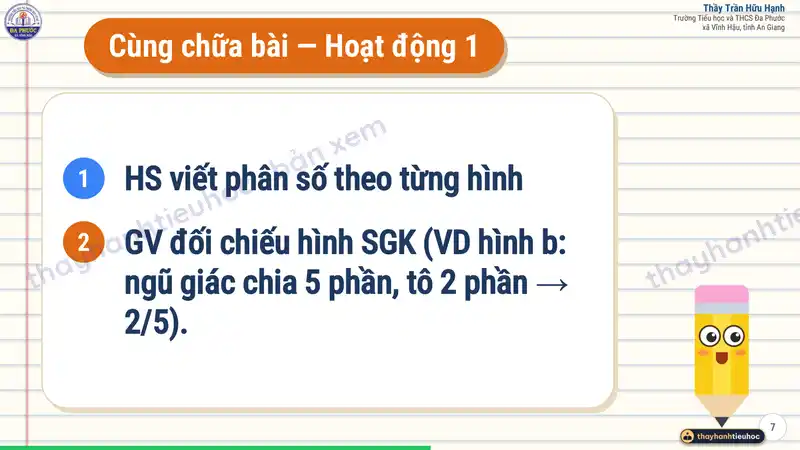 Thầy Trần Hữu Hạnh
Trường Tiểu học và THCS Đa Phước
xã Vĩnh Hậu, tỉnh An Giang
ĐA PHƯỚC
Cùng chữa bài – Hoạt động 1
1 HS viết phân số theo từng hình
2 GV đối chiếu hình SGK (VD hình b:
ngũ giác chia 5 phần, tô 2 phần →
2/5).
thayhanhtieuhoc
7